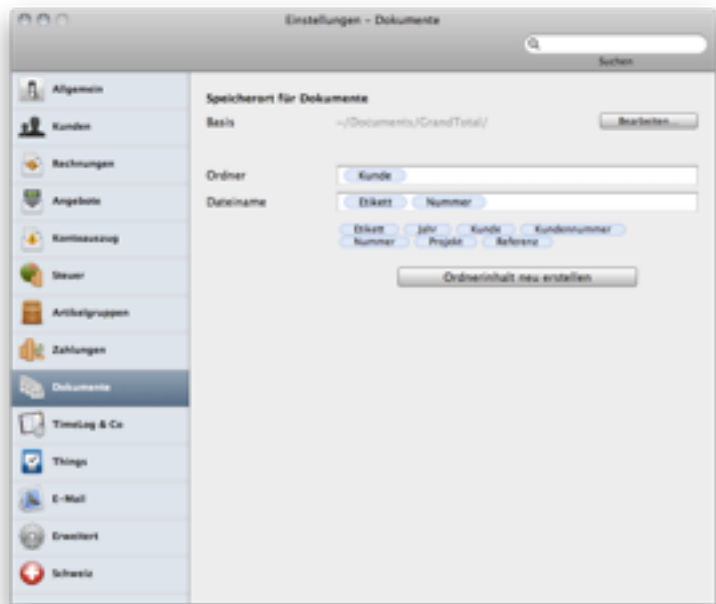 Einstellungen – Dokumente
Suchen
Allgemein
Kunden
Rechnungen
Angebote
Kontoauszug
Steuer
Artikelgruppen
Zahlungen
Dokumente
TimeLog & Co
Things
E-Mail
Erweitert
Schweiz
Speicherort für Dokumente
Basis ~/Documents/GrandTotal/ Bearbeiten...
Ordner Kunde
Dateiname Etikett Nummer
Etikett Jahr Kunde Kundennummer
Nummer Projekt Referenz
Ordnerinhalt neu erstellen